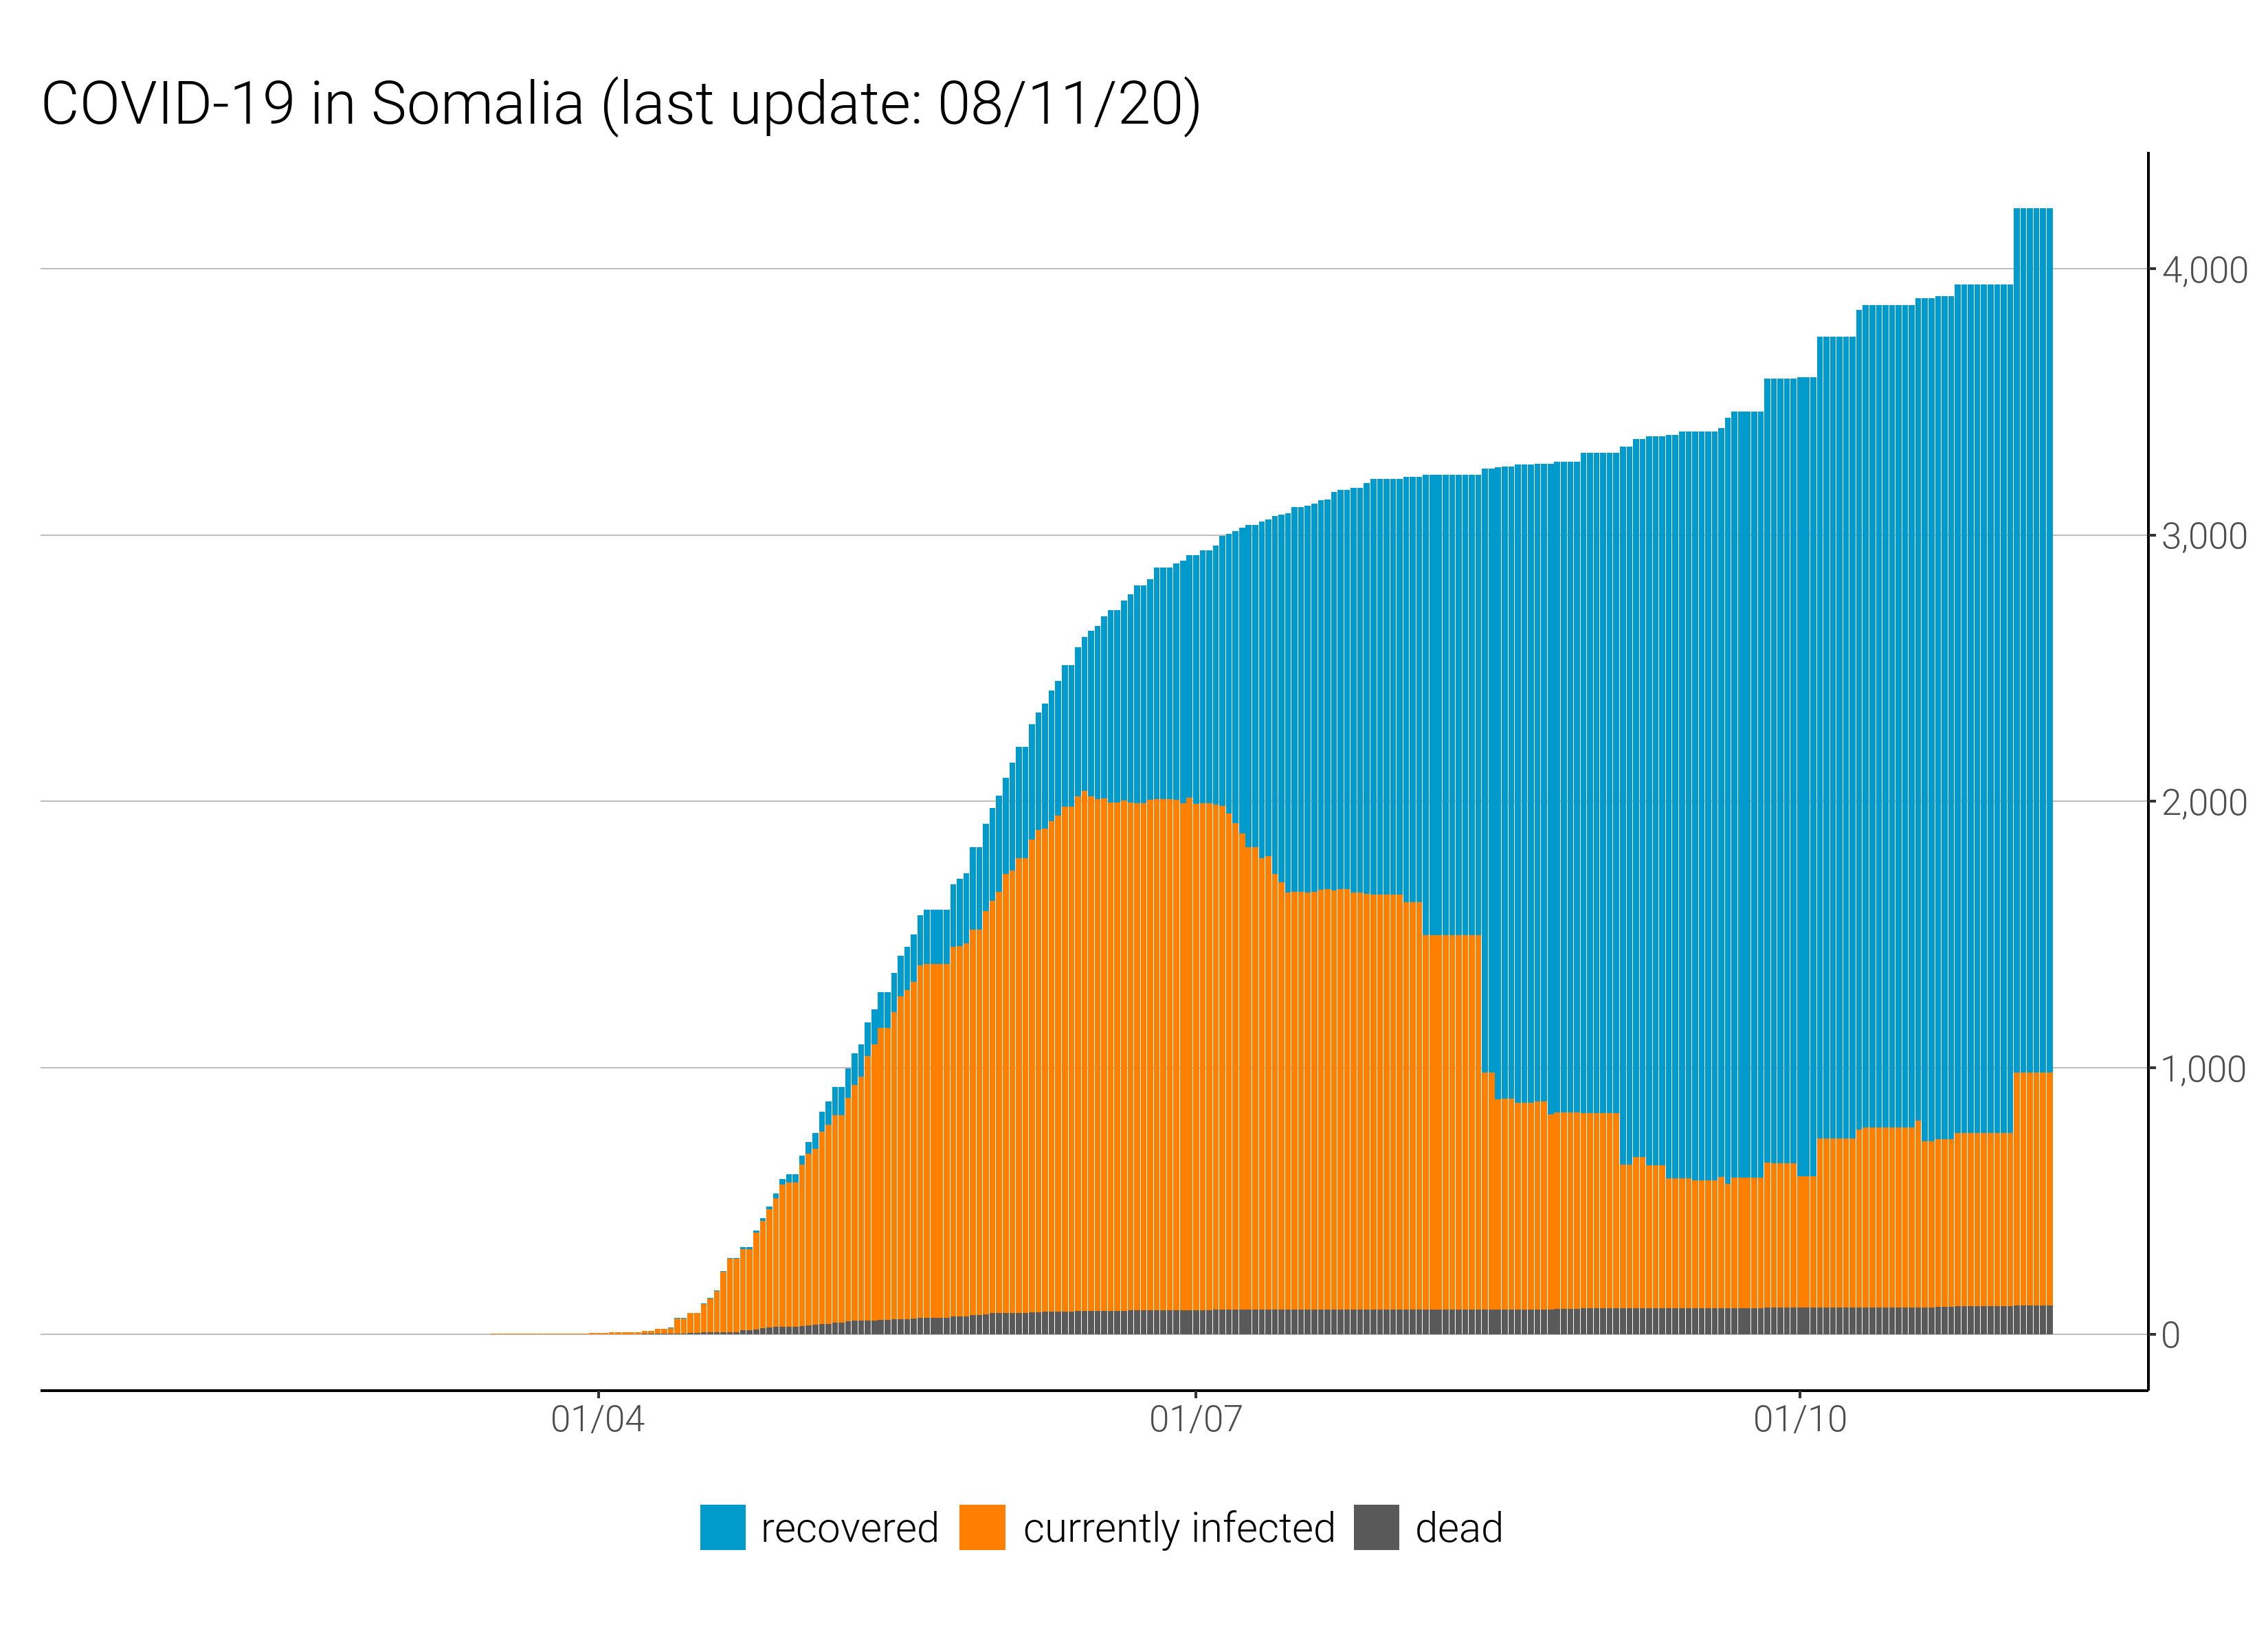 COVID-19 in Somalia (last update: 08/11/20)
4,000
3,000
2,000
1,000
0
01/04 01/07 01/10
recovered currently infected dead